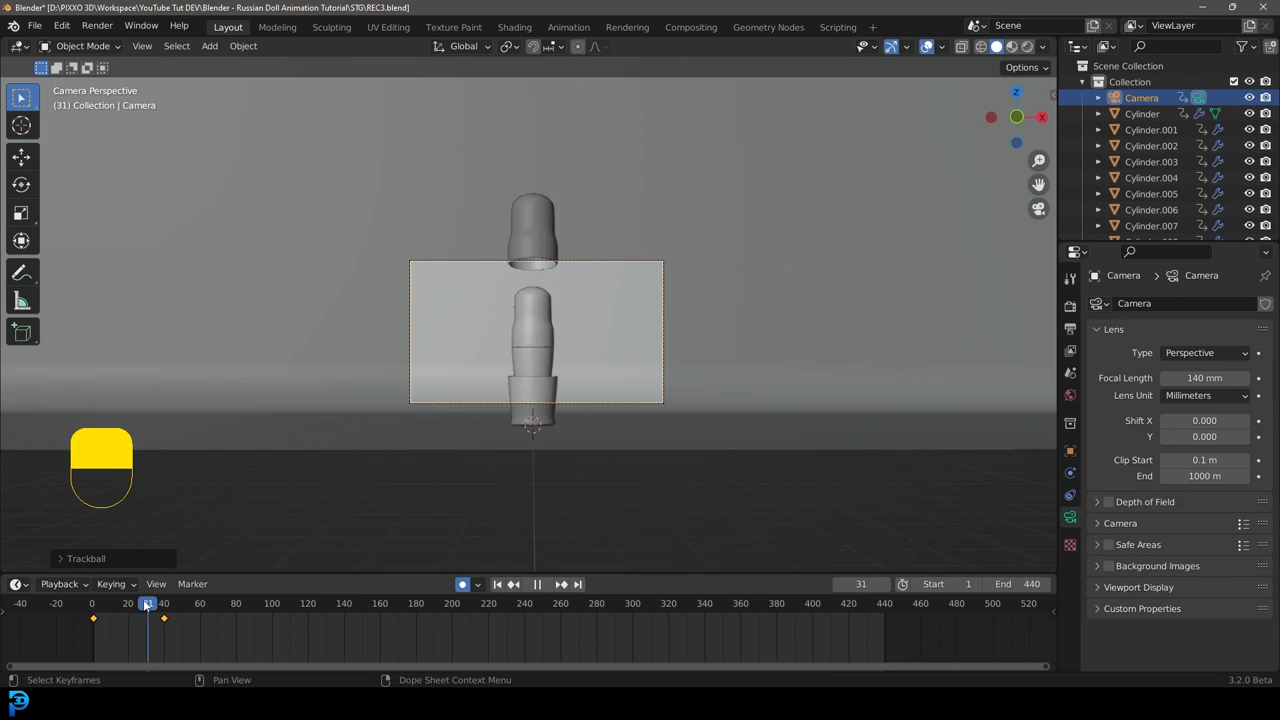 Blender* [D:\PIXXO 3D\Workspace\YouTube Tut DEV\Blender - Russian Doll Animation Tutorial\STG\REC3.blend]
File Edit Render Window Help Layout Modeling Sculpting UV Editing Texture Paint Shading Animation Rendering Compositing Geometry Nodes Scripting Scene ViewLayer
Object Mode View Select Add Object Global
Options
Camera Perspective
(31) Collection | Camera
Z
X
Scene Collection
Collection
Camera
Cylinder
Cylinder.001
Cylinder.002
Cylinder.003
Cylinder.004
Cylinder.005
Cylinder.006
Cylinder.007
Camera > Camera
Camera
Lens
Type Perspective
Focal Length 140 mm
Lens Unit Millimeters
Shift X 0.000
Y 0.000
Clip Start 0.1 m
End 1000 m
Depth of Field
Camera
Safe Areas
Background Images
Viewport Display
Custom Properties
Trackball
Playback Keying View Marker 31 Start 1 End 440
-40 -20 0 20 31 40 60 80 100 120 140 160 180 200 220 240 260 280 300 320 340 360 380 400 420 440 460 480 500 520
Select Keyframes Pan View Dope Sheet Context Menu 3.2.0 Beta